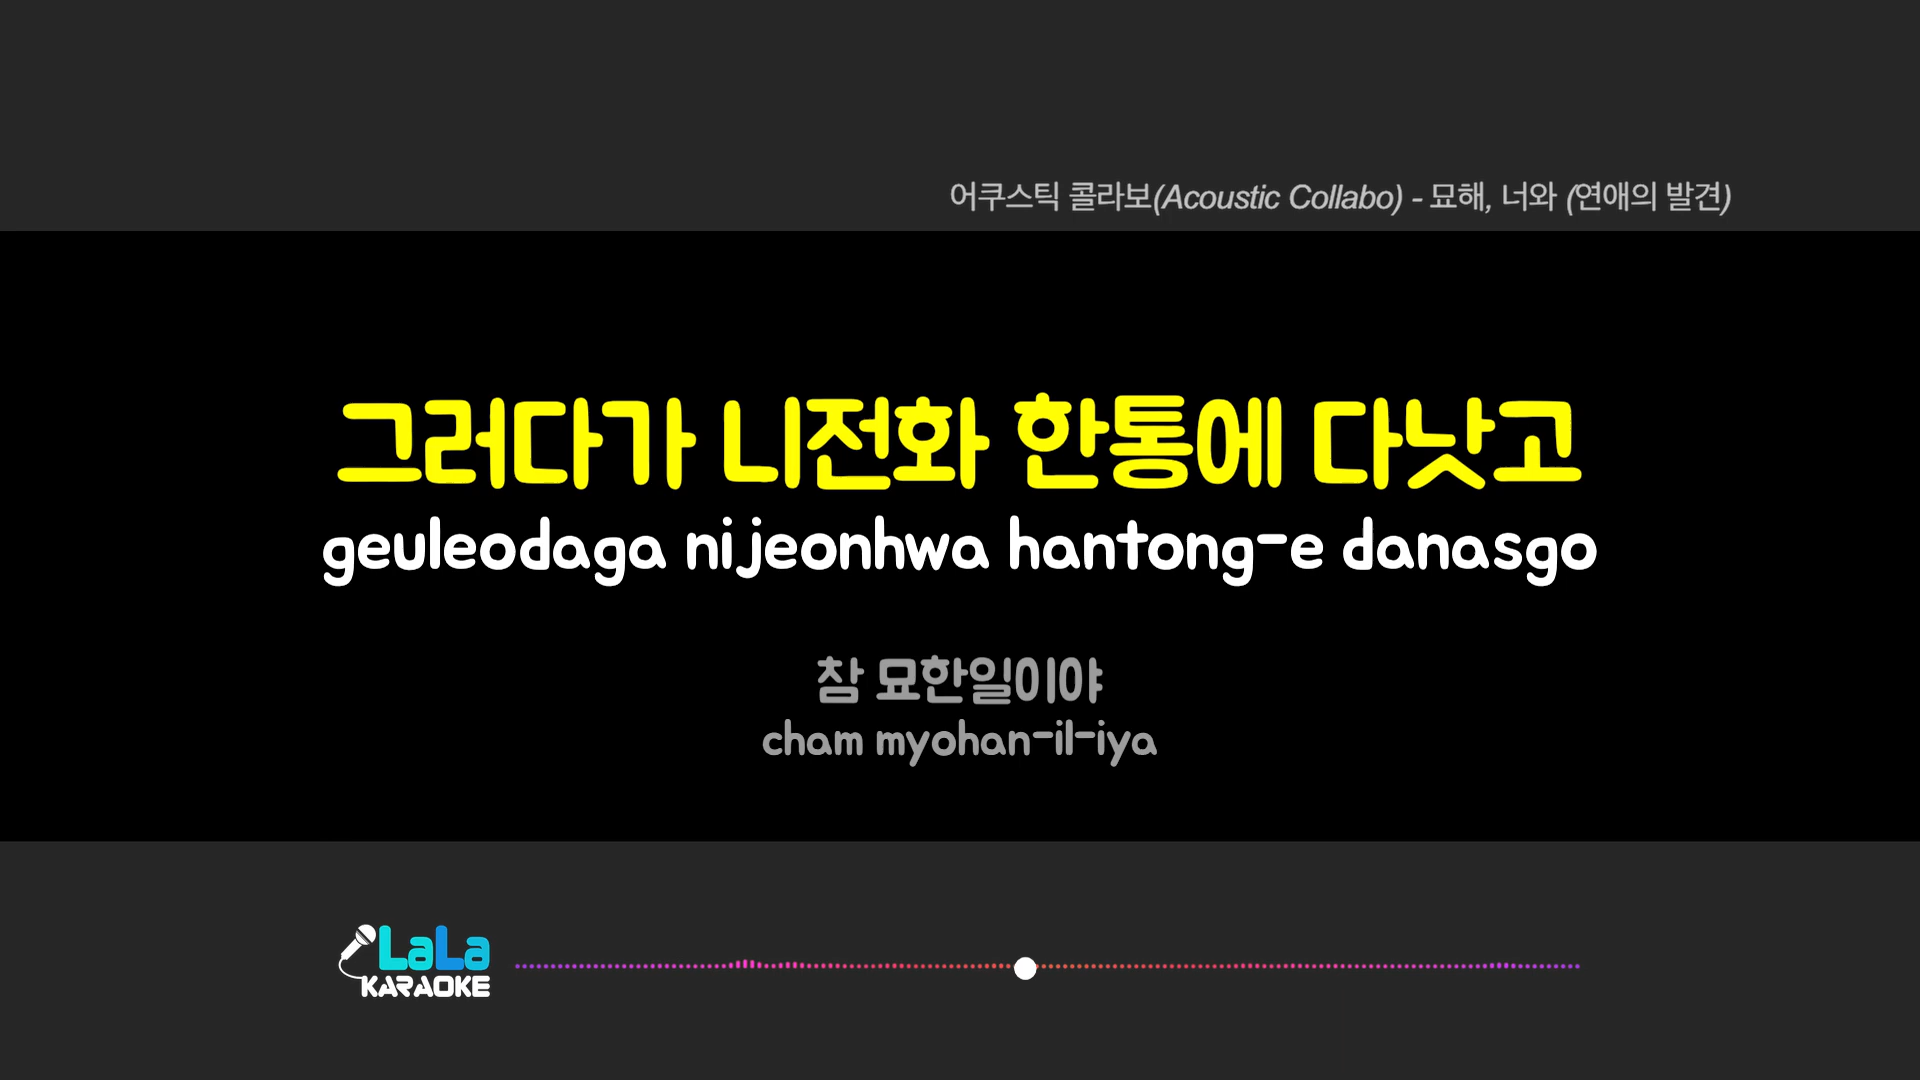 어쿠스틱 콜라보(Acoustic Collabo) - 묘해, 너와 (연애의 발견)
그러다가 니전화 한통에 다낫고
geuleodaga nijeonhwa hantong-e danasgo
참 묘한일이야
cham myohan-il-iya
LaLa
KARAOKE